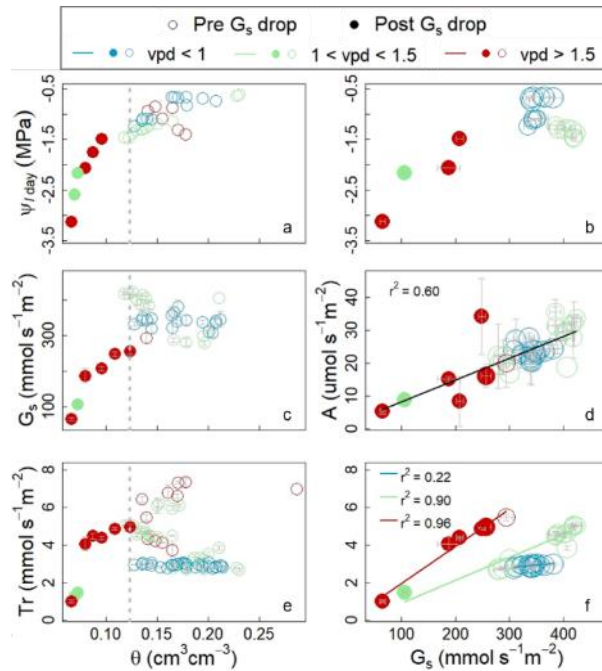 Pre Gs drop Post Gs drop
vpd < 1 1 < vpd < 1.5 vpd > 1.5
Ψl day (MPa)
-0.5
-1.5
-2.5
-3.5
a
-0.5
-1.5
-2.5
-3.5
b
Gs (mmol s-1m-2)
300
100
c
A (umol s-1m-2)
40
30
20
10
0
r2 = 0.60
d
Tr (mmol s-1m-2)
8
6
4
2
0
e
0.10 0.15 0.20 0.25
θ (cm3cm-3)
8
6
4
2
0
r2 = 0.22
r2 = 0.90
r2 = 0.96
f
100 200 300 400
Gs (mmol s-1m-2)